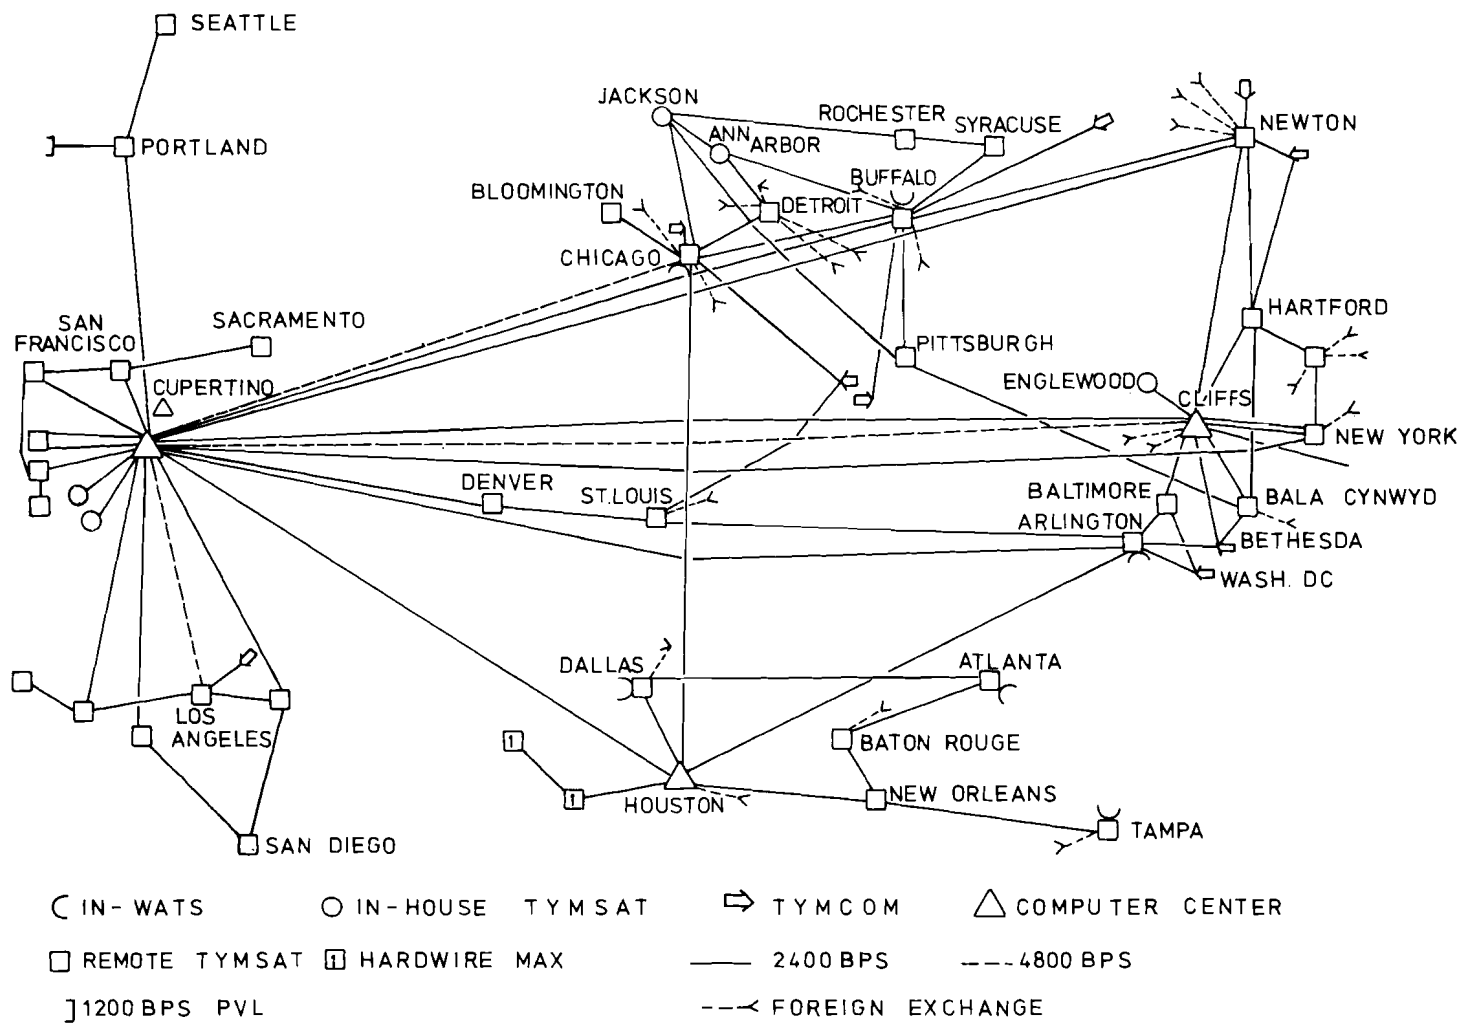 SEATTLE
PORTLAND
JACKSON
ANN
ARBOR
ROCHESTER
SYRACUSE
NEWTON
BLOOMINGTON
DETROIT
BUFFALO
CHICAGO
SAN
FRANCISCO
SACRAMENTO
CUPERTINO
HARTFORD
PITTSBURGH
ENGLEWOOD
CLIFFS
NEW YORK
DENVER
ST.LOUIS
BALTIMORE
BALA CYNWYD
ARLINGTON
BETHESDA
WASH. DC
DALLAS
ATLANTA
LOS
ANGELES
1
BATON ROUGE
1
HOUSTON
NEW ORLEANS
TAMPA
SAN DIEGO
IN-WATS
IN-HOUSE TYMSAT
TYMCOM
COMPUTER CENTER
REMOTE TYMSAT
1 HARDWIRE MAX
2400 BPS
4800 BPS
1200 BPS PVL
FOREIGN EXCHANGE